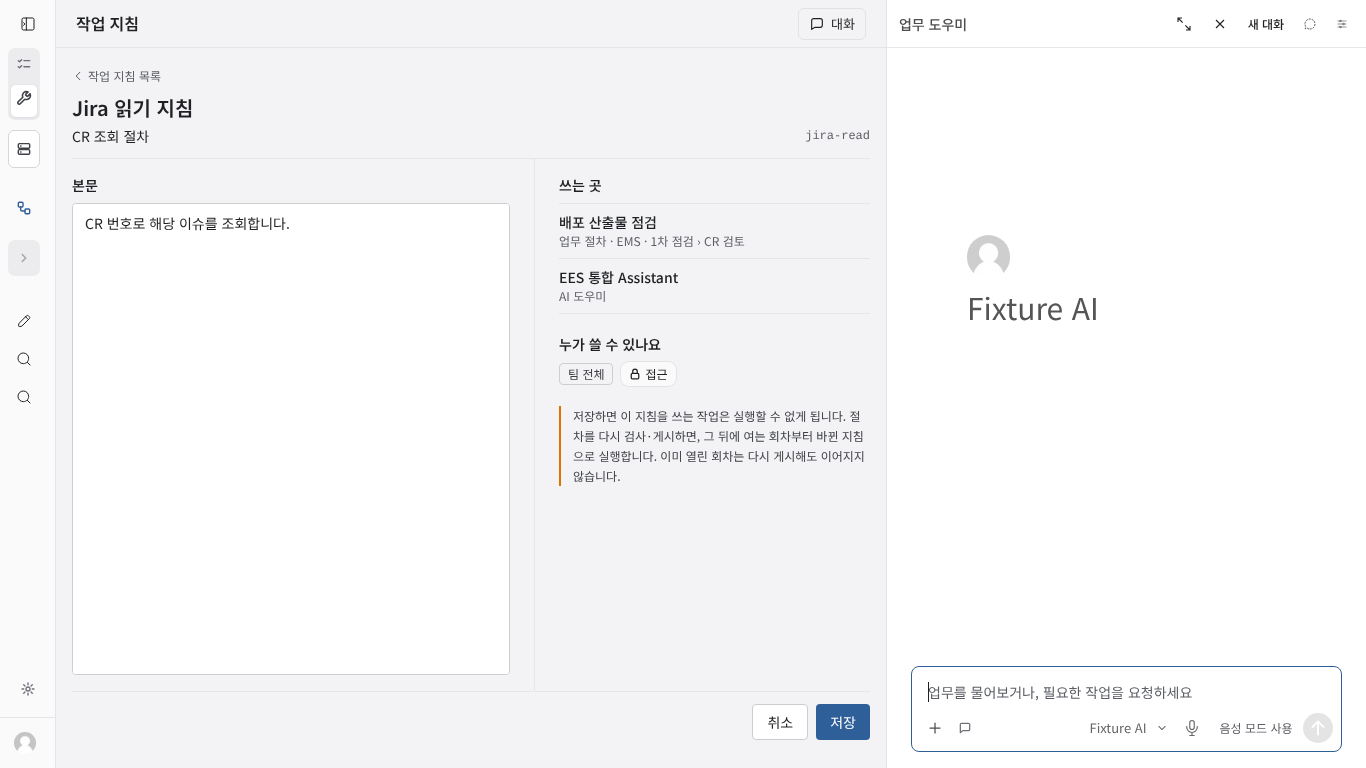 작업 지침
대화
업무 도우미
새 대화
작업 지침 목록
Jira 읽기 지침
CR 조회 절차
jira-read
본문
CR 번호로 해당 이슈를 조회합니다.
쓰는 곳
배포 산출물 점검
업무 절차 · EMS · 1차 점검 › CR 검토
EES 통합 Assistant
AI 도우미
누가 쓸 수 있나요
팀 전체
접근
저장하면 이 지침을 쓰는 작업은 실행할 수 없게 됩니다. 절
차를 다시 검사·게시하면, 그 뒤에 여는 회차부터 바뀐 지침
으로 실행합니다. 이미 열린 회차는 다시 게시해도 이어지지
않습니다.
취소
저장
Fixture AI
업무를 물어보거나, 필요한 작업을 요청하세요
Fixture AI
음성 모드 사용